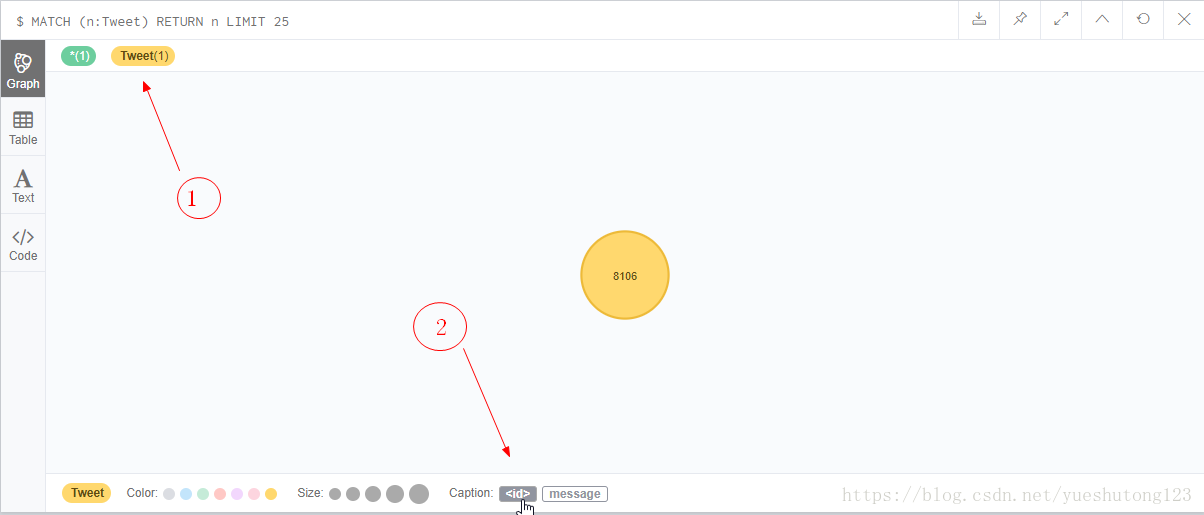 $ MATCH (n:Tweet) RETURN n LIMIT 25
*(1) Tweet(1)
Graph
Table
A
Text
</>
Code
1
8106
2
Tweet Color: Size: Caption: <id> message
https://blog.csdn.net/yueshutong123